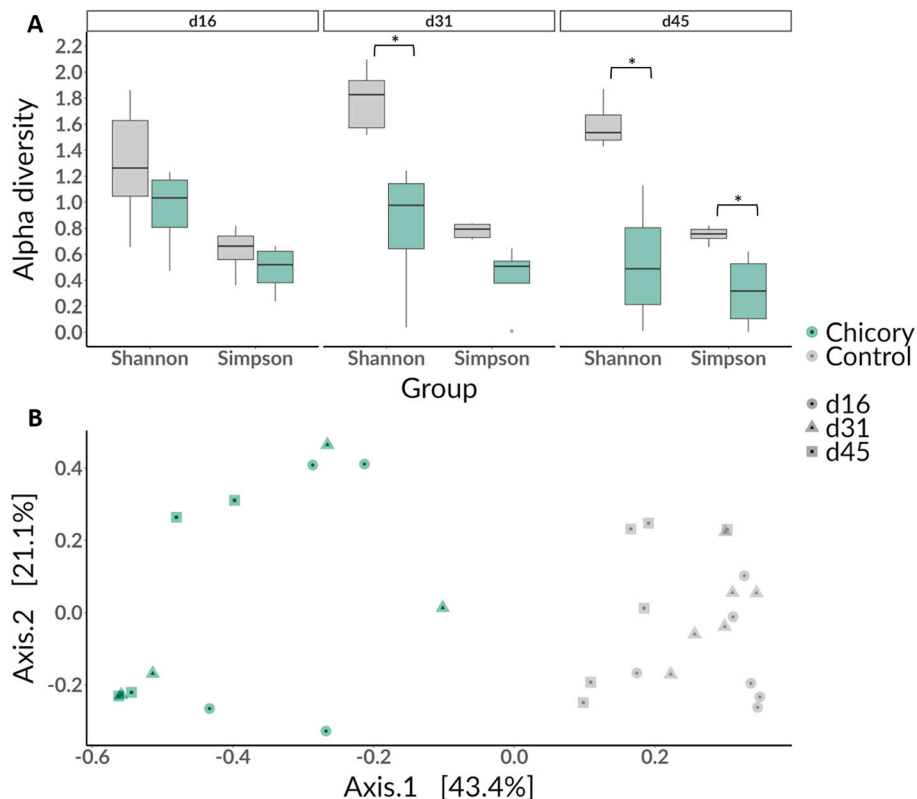 A
d16 d31 d45
Alpha diversity
2.2
2.0
1.8
1.6
1.4
1.2
1.0
0.8
0.6
0.4
0.2
0.0
* * *
Shannon Simpson Shannon Simpson Shannon Simpson
Group
Chicory
Control
d16
d31
d45
B
Axis.2 [21.1%]
0.4
0.2
0.0
-0.2
-0.6 -0.4 -0.2 0.0 0.2
Axis.1 [43.4%]